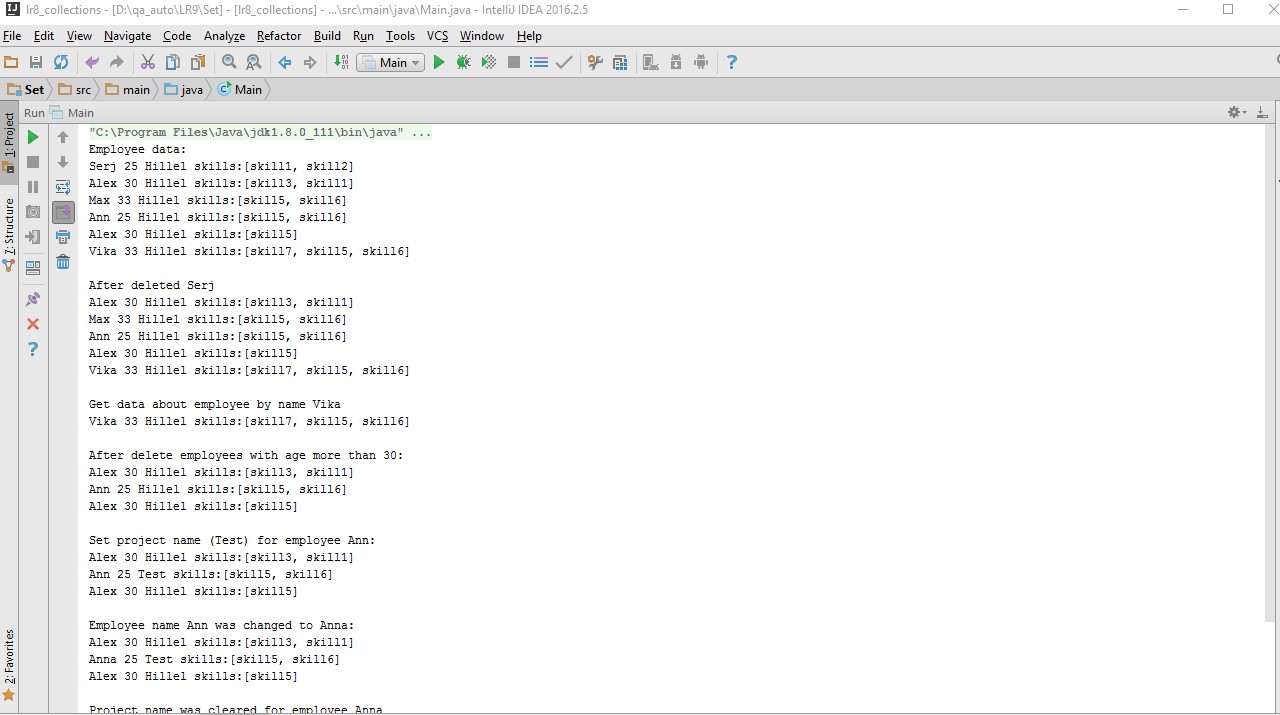 lr8_collections - [D:\qa_auto\LR9\Set] - [lr8_collections] - ...\src\main\java\Main.java - IntelliJ IDEA 2016.2.5
File Edit View Navigate Code Analyze Refactor Build Run Tools VCS Window Help
Main
Set src main java Main
Run Main
1: Project
7: Structure
2: Favorites
"C:\Program Files\Java\jdk1.8.0_111\bin\java" ...
Employee data:
Serj 25 Hillel skills:[skill1, skill2]
Alex 30 Hillel skills:[skill3, skill1]
Max 33 Hillel skills:[skill5, skill6]
Ann 25 Hillel skills:[skill5, skill6]
Alex 30 Hillel skills:[skill5]
Vika 33 Hillel skills:[skill7, skill5, skill6]
After deleted Serj
Alex 30 Hillel skills:[skill3, skill1]
Max 33 Hillel skills:[skill5, skill6]
Ann 25 Hillel skills:[skill5, skill6]
Alex 30 Hillel skills:[skill5]
Vika 33 Hillel skills:[skill7, skill5, skill6]
Get data about employee by name Vika
Vika 33 Hillel skills:[skill7, skill5, skill6]
After delete employees with age more than 30:
Alex 30 Hillel skills:[skill3, skill1]
Ann 25 Hillel skills:[skill5, skill6]
Alex 30 Hillel skills:[skill5]
Set project name (Test) for employee Ann:
Alex 30 Hillel skills:[skill3, skill1]
Ann 25 Test skills:[skill5, skill6]
Alex 30 Hillel skills:[skill5]
Employee name Ann was changed to Anna:
Alex 30 Hillel skills:[skill3, skill1]
Anna 25 Test skills:[skill5, skill6]
Alex 30 Hillel skills:[skill5]
Project name was cleared for employee Anna